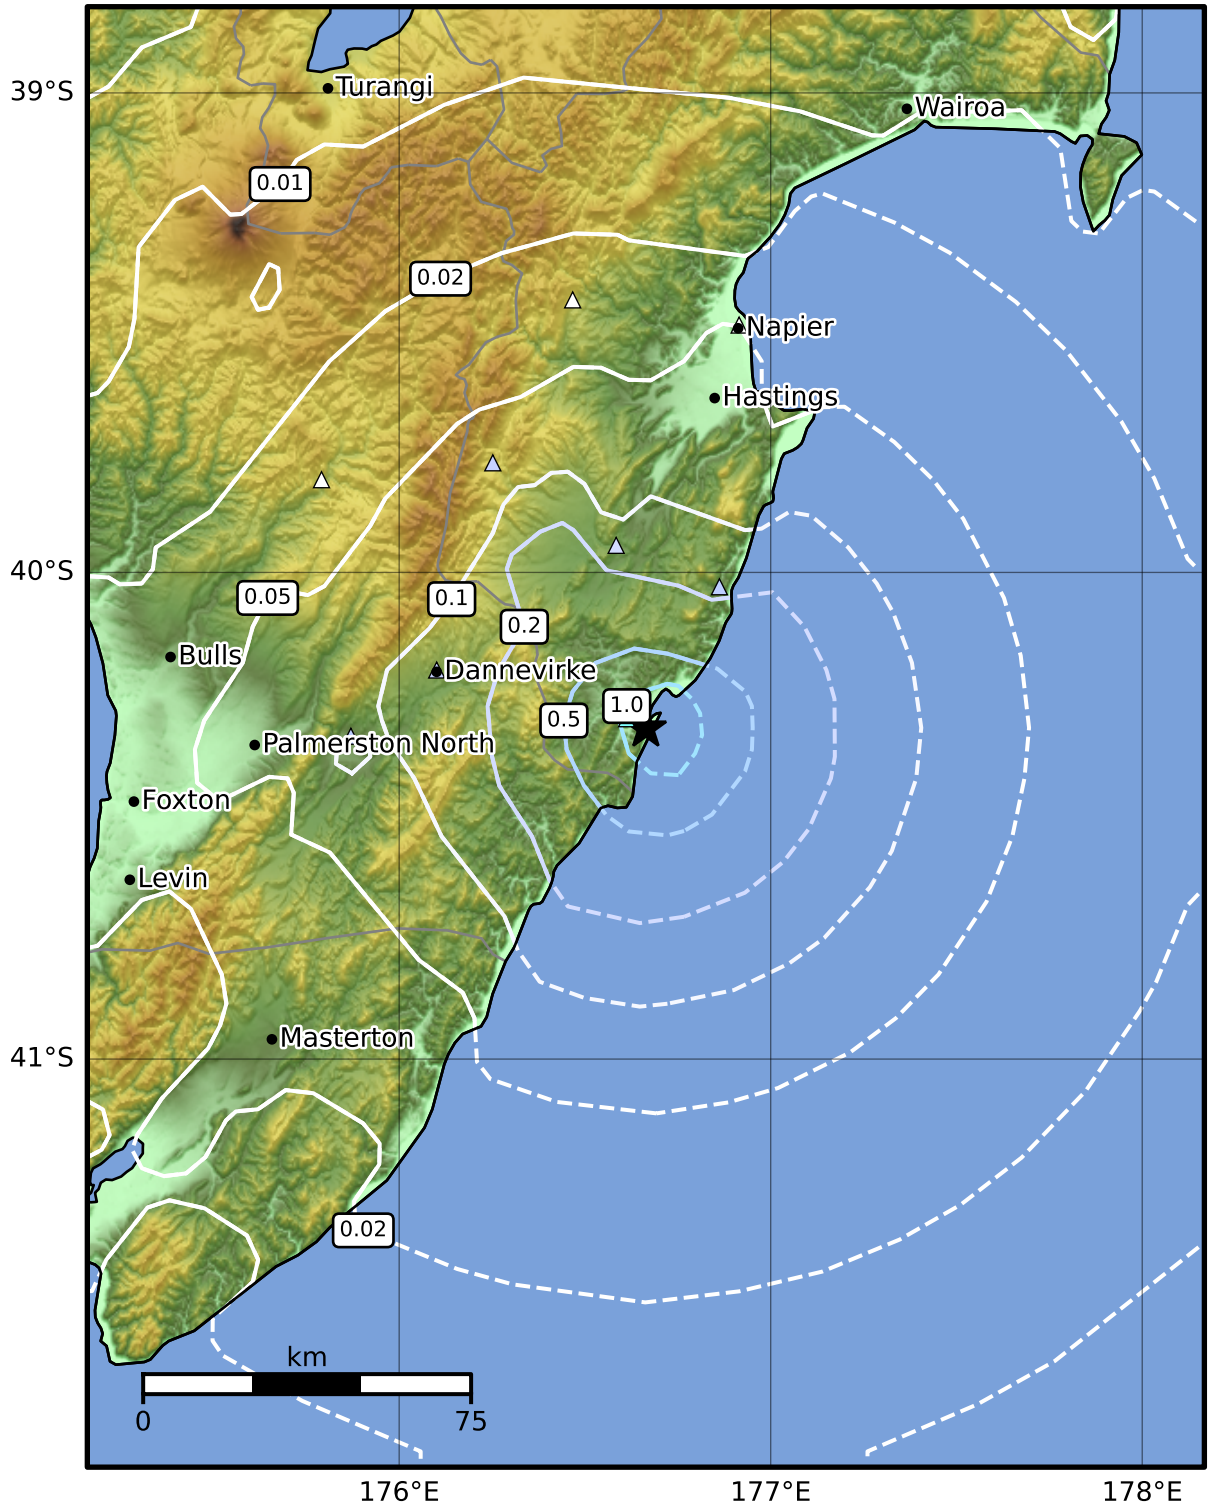 39°S
Turangi
Wairoa
0.01
0.02
Napier
Hastings
40°S
0.05
0.1
0.2
Bulls
Dannevirke
1.0
0.5
Palmerston North
Foxton
Levin
Masterton
41°S
0.02
km
0 75
176°E 177°E 178°E